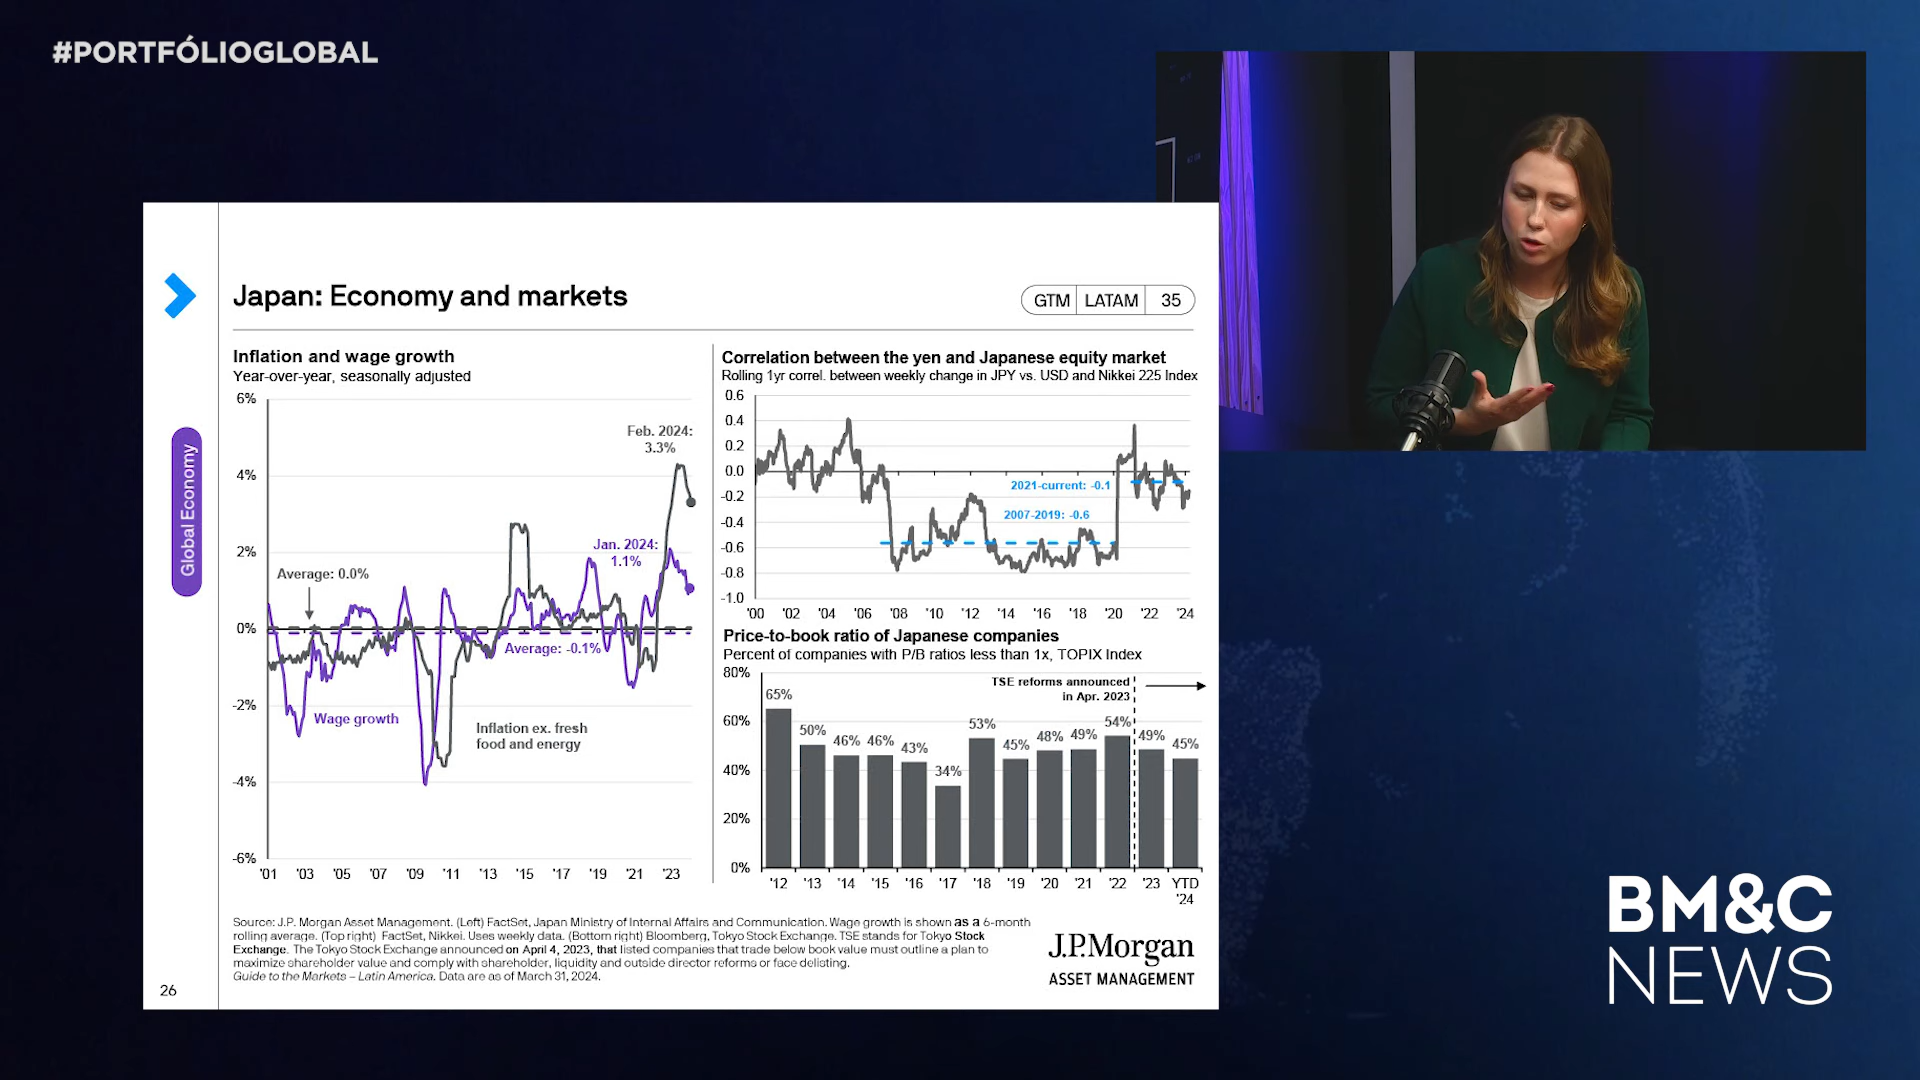 #PORTFÓLIOGLOBAL
Japan: Economy and markets
GTM LATAM 35
Global Economy
Inflation and wage growth
Year-over-year, seasonally adjusted
6%
4%
2%
0%
-2%
-4%
-6%
Feb. 2024:
3.3%
Jan. 2024:
1.1%
Average: 0.0%
Average: -0.1%
Wage growth
Inflation ex. fresh
food and energy
'01 '03 '05 '07 '09 '11 '13 '15 '17 '19 '21 '23
Correlation between the yen and Japanese equity market
Rolling 1yr correl. between weekly change in JPY vs. USD and Nikkei 225 Index
0.6
0.4
0.2
0.0
-0.2
-0.4
-0.6
-0.8
-1.0
2021-current: -0.1
2007-2019: -0.6
'00 '02 '04 '06 '08 '10 '12 '14 '16 '18 '20 '22 '24
Price-to-book ratio of Japanese companies
Percent of companies with P/B ratios less than 1x, TOPIX Index
80%
60%
40%
20%
0%
TSE reforms announced
in Apr. 2023
65% 50% 46% 46% 43% 34% 53% 45% 48% 49% 54% 49% 45%
'12 '13 '14 '15 '16 '17 '18 '19 '20 '21 '22 '23 YTD
'24
Source: J.P. Morgan Asset Management. (Left) FactSet, Japan Ministry of Internal Affairs and Communication. Wage growth is shown as a 6-month
rolling average. (Top right) FactSet, Nikkei. Uses weekly data. (Bottom right) Bloomberg, Tokyo Stock Exchange. TSE stands for Tokyo Stock
Exchange. The Tokyo Stock Exchange announced on April 4, 2023, that listed companies that trade below book value must outline a plan to
maximize shareholder value and comply with shareholder, liquidity and outside director reforms or face delisting.
Guide to the Markets – Latin America. Data are as of March 31, 2024.
J.P.Morgan
ASSET MANAGEMENT
26
BM&C
NEWS